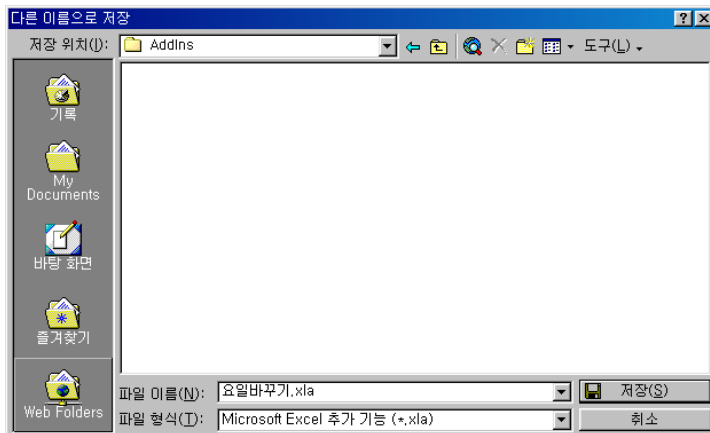 다른 이름으로 저장
저장 위치(I): AddIns 도구(L)
기록
My
Documents
바탕 화면
즐겨찾기
Web Folders
파일 이름(N): 요일바꾸기.xla 저장(S)
파일 형식(T): Microsoft Excel 추가 기능 (*.xla) 취소